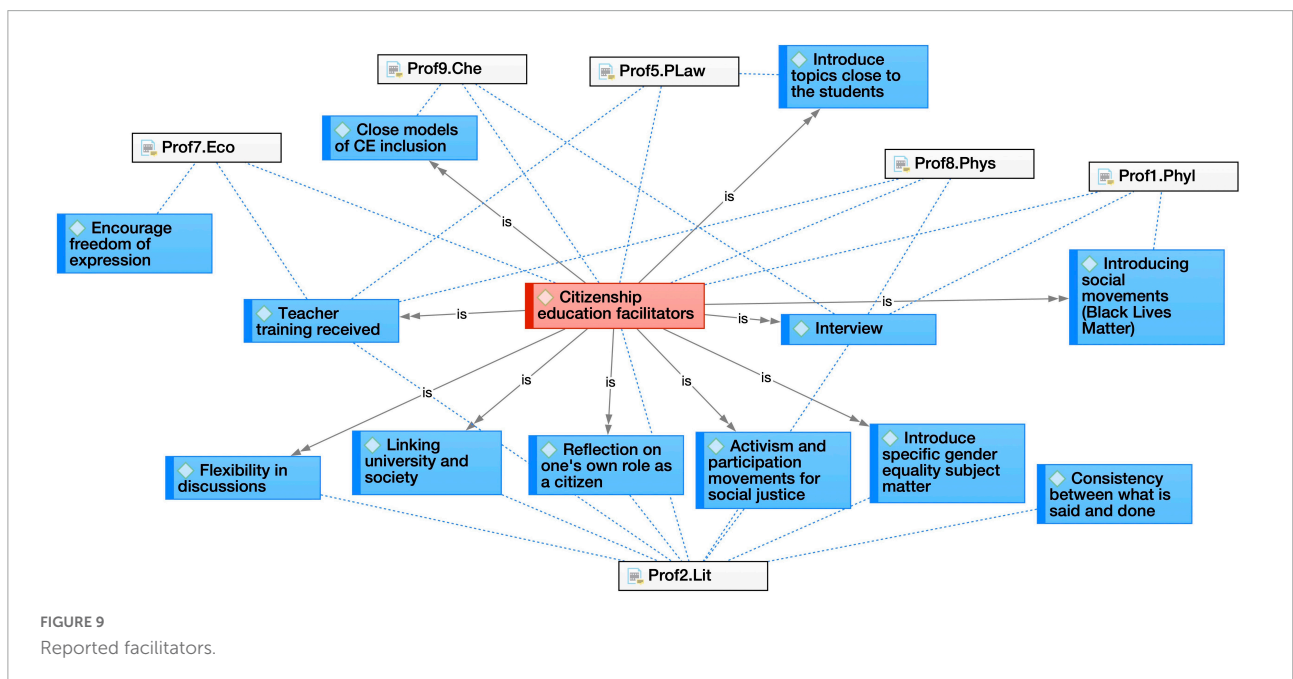 Prof9.Che
Prof5.PLaw
Introduce
topics close to
the students
Close models
of CE inclusion
Prof7.Eco
Prof8.Phys
Prof1.Phyl
is
is
Encourage
freedom of
expression
Introducing
social
movements
(Black Lives
Matter)
Citizenship
education facilitators
is
Teacher
training received
is
is
Interview
is
is
is
is
is
Flexibility in
discussions
Linking
university and
society
Reflection on
one's own role as
a citizen
Activism and
participation
movements for
social justice
Introduce
specific gender
equality subject
matter
Consistency
between what is
said and done
Prof2.Lit
FIGURE 9
Reported facilitators.